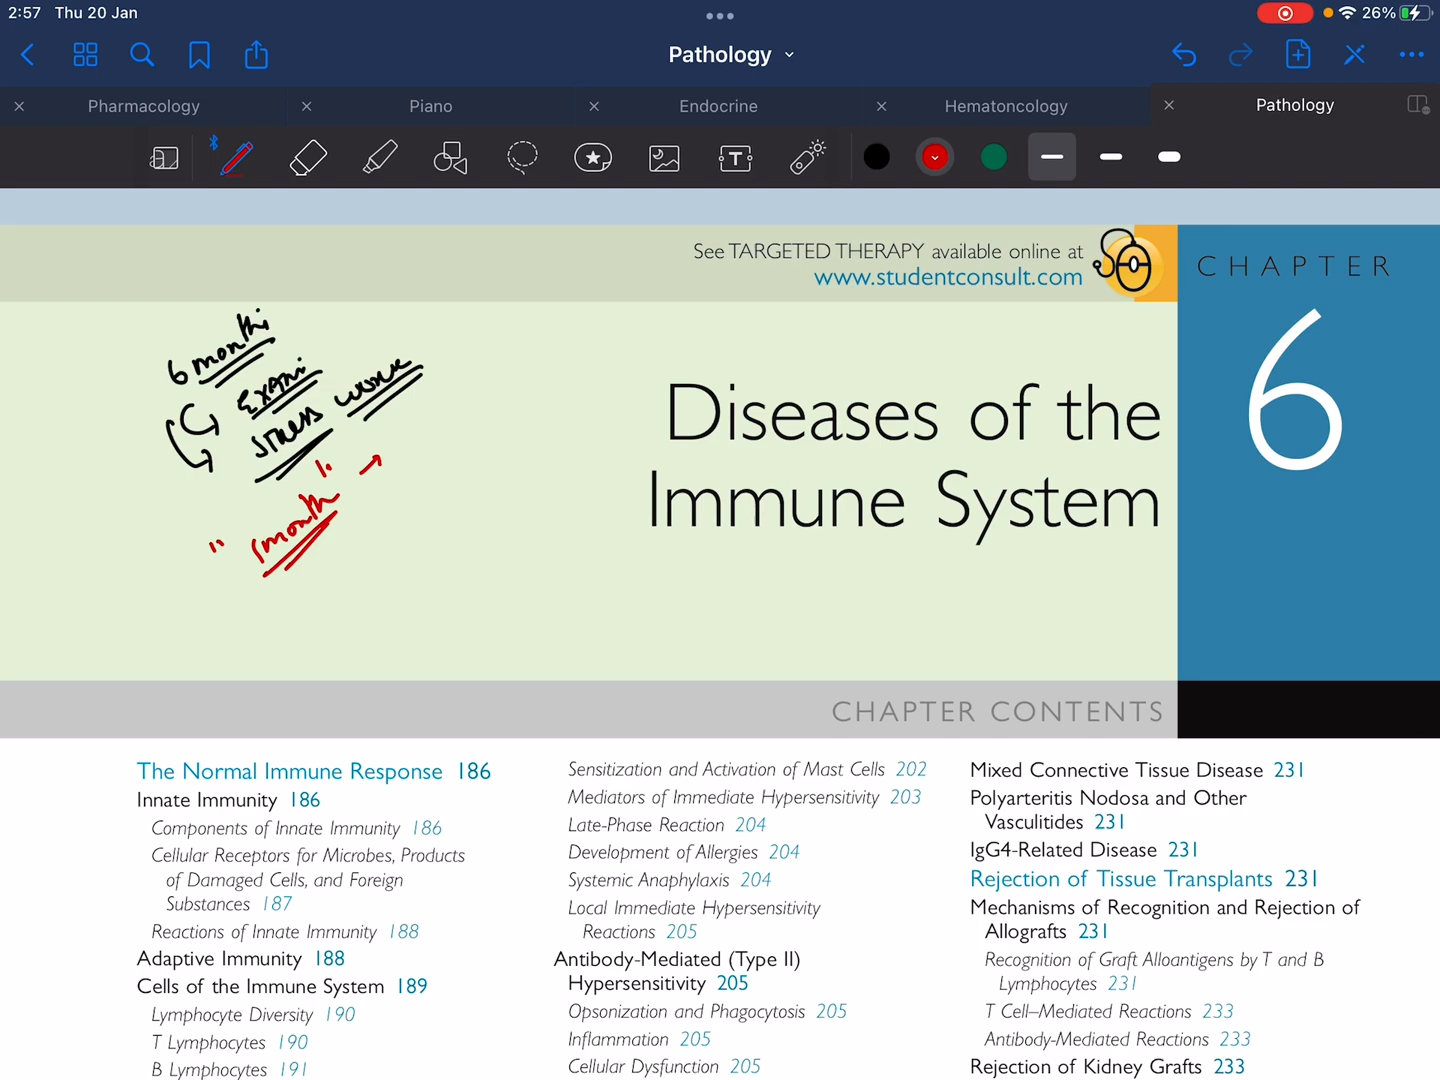 2:57 Thu 20 Jan
26%
Pathology
Pharmacology
Piano
Endocrine
Hematoncology
Pathology
T
See TARGETED THERAPY available online at
www.studentconsult.com
CHAPTER
6
6 months
Exam
stress
1 month
Diseases of the
Immune System
CHAPTER CONTENTS
The Normal Immune Response 186
Innate Immunity 186
Components of Innate Immunity 186
Cellular Receptors for Microbes, Products
of Damaged Cells, and Foreign
Substances 187
Reactions of Innate Immunity 188
Adaptive Immunity 188
Cells of the Immune System 189
Lymphocyte Diversity 190
T Lymphocytes 190
B Lymphocytes 191
Sensitization and Activation of Mast Cells 202
Mediators of Immediate Hypersensitivity 203
Late-Phase Reaction 204
Development of Allergies 204
Systemic Anaphylaxis 204
Local Immediate Hypersensitivity
Reactions 205
Antibody-Mediated (Type II)
Hypersensitivity 205
Opsonization and Phagocytosis 205
Inflammation 205
Cellular Dysfunction 205
Mixed Connective Tissue Disease 231
Polyarteritis Nodosa and Other
Vasculitides 231
IgG4-Related Disease 231
Rejection of Tissue Transplants 231
Mechanisms of Recognition and Rejection of
Allografts 231
Recognition of Graft Alloantigens by T and B
Lymphocytes 231
T Cell–Mediated Reactions 233
Antibody-Mediated Reactions 233
Rejection of Kidney Grafts 233